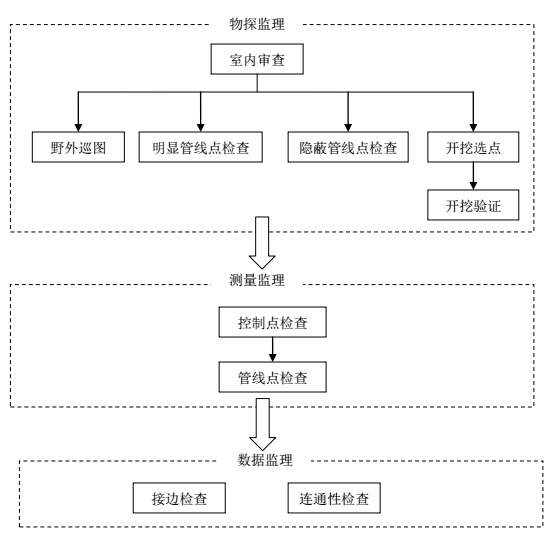 物探监理
室内审查
野外巡图
明显管线点检查
隐蔽管线点检查
开挖选点
开挖验证
测量监理
控制点检查
管线点检查
数据监理
接边检查
连通性检查